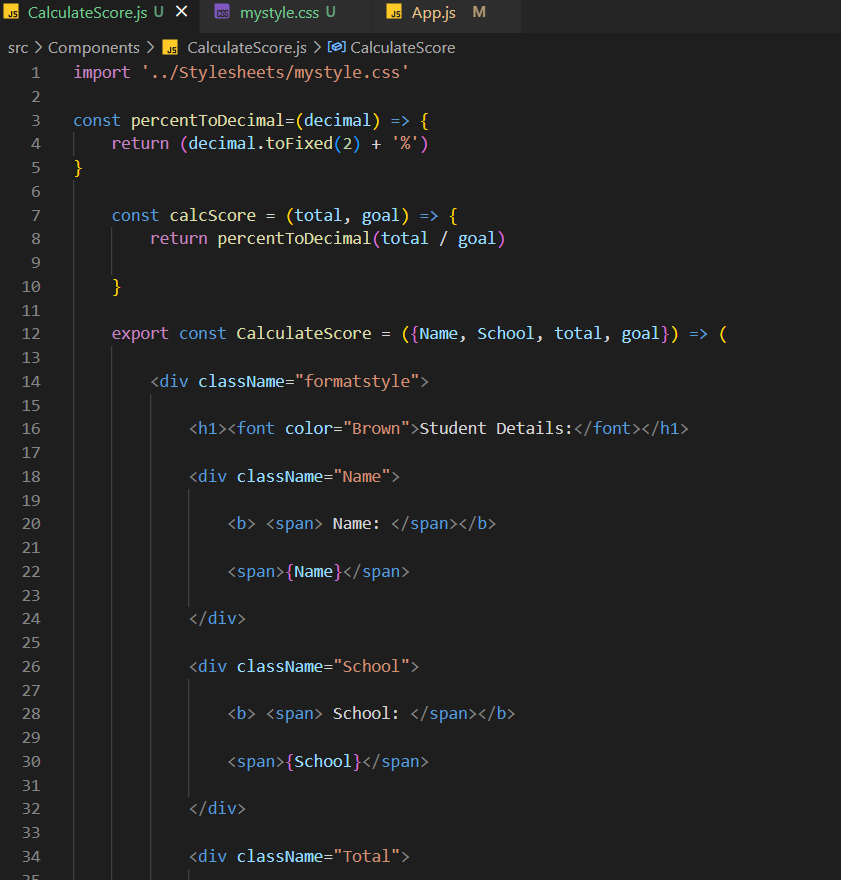 JS CalculateScore.js U × CSS mystyle.css U JS App.js M
src > Components > JS CalculateScore.js > CalculateScore
1 import '../Stylesheets/mystyle.css'
2
3 const percentToDecimal=(decimal) => {
4 return (decimal.toFixed(2) + '%')
5 }
6
7 const calcScore = (total, goal) => {
8 return percentToDecimal(total / goal)
9
10 }
11
12 export const CalculateScore = ({Name, School, total, goal}) => (
13
14 <div className="formatstyle">
15
16 <h1><font color="Brown">Student Details:</font></h1>
17
18 <div className="Name">
19
20 <b> <span> Name: </span></b>
21
22 <span>{Name}</span>
23
24 </div>
25
26 <div className="School">
27
28 <b> <span> School: </span></b>
29
30 <span>{School}</span>
31
32 </div>
33
34 <div className="Total">
35